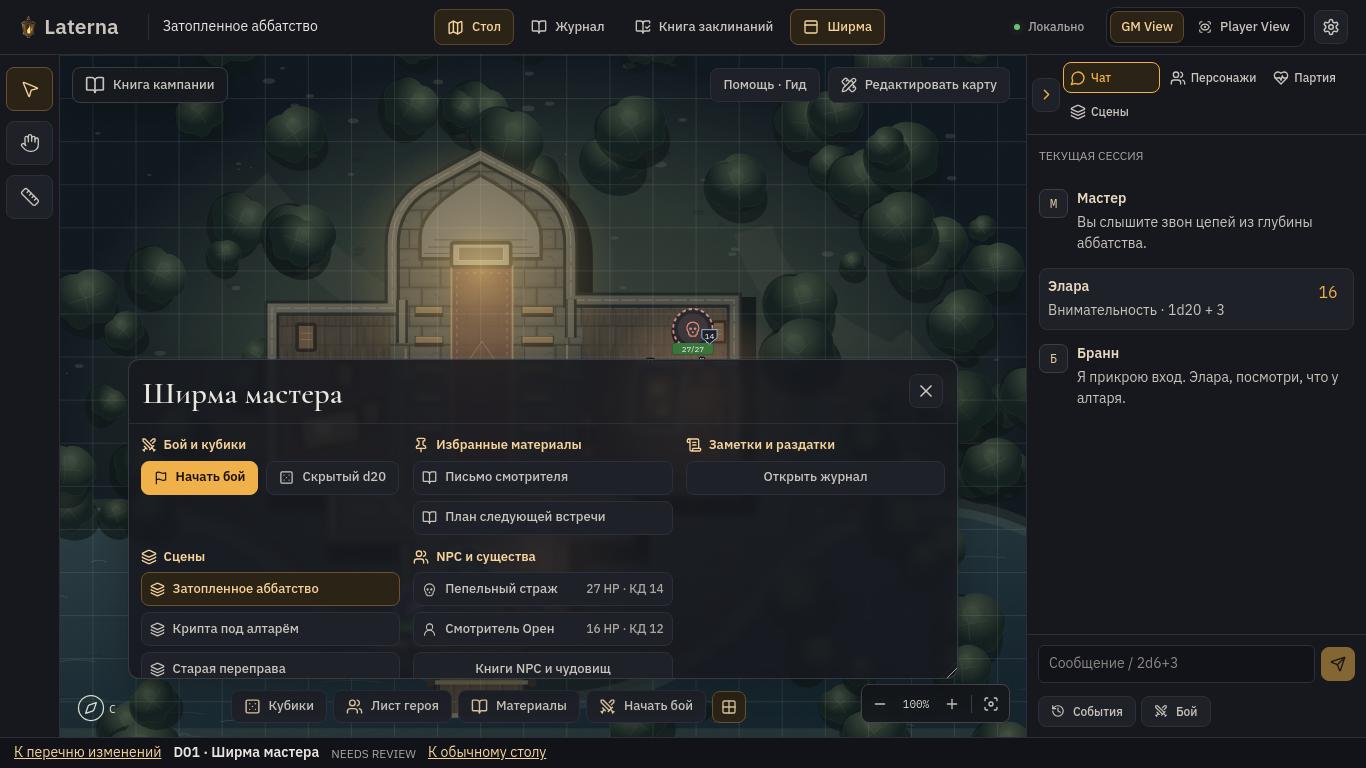 Laterna
Затопленное аббатство
Стол
Журнал
Книга заклинаний
Ширма
Локально
GM View
Player View
Книга кампании
Помощь · Гид
Редактировать карту
Чат
Персонажи
Партия
Сцены
ТЕКУЩАЯ СЕССИЯ
М
Мастер
Вы слышите звон цепей из глубины
аббатства.
Элара
16
Внимательность · 1d20 + 3
Б
Бранн
Я прикрою вход. Элара, посмотри, что у
алтаря.
14
27/27
Ширма мастера
Бой и кубики
Начать бой
Скрытый d20
Избранные материалы
Письмо смотрителя
План следующей встречи
Заметки и раздатки
Открыть журнал
Сцены
Затопленное аббатство
Крипта под алтарём
Старая переправа
NPC и существа
Пепельный страж
27 HP · КД 14
Смотритель Орен
16 HP · КД 12
Книги NPC и чудовищ
С
Кубики
Лист героя
Материалы
Начать бой
100%
Сообщение / 2d6+3
События
Бой
К перечню изменений
D01 · Ширма мастера
NEEDS REVIEW
К обычному столу